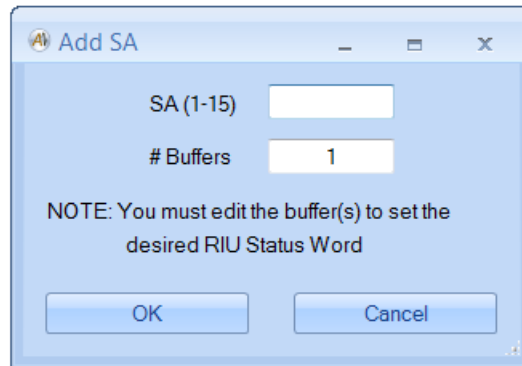 Add SA
SA (1-15)
# Buffers 1
NOTE: You must edit the buffer(s) to set the
desired RIU Status Word
OK Cancel